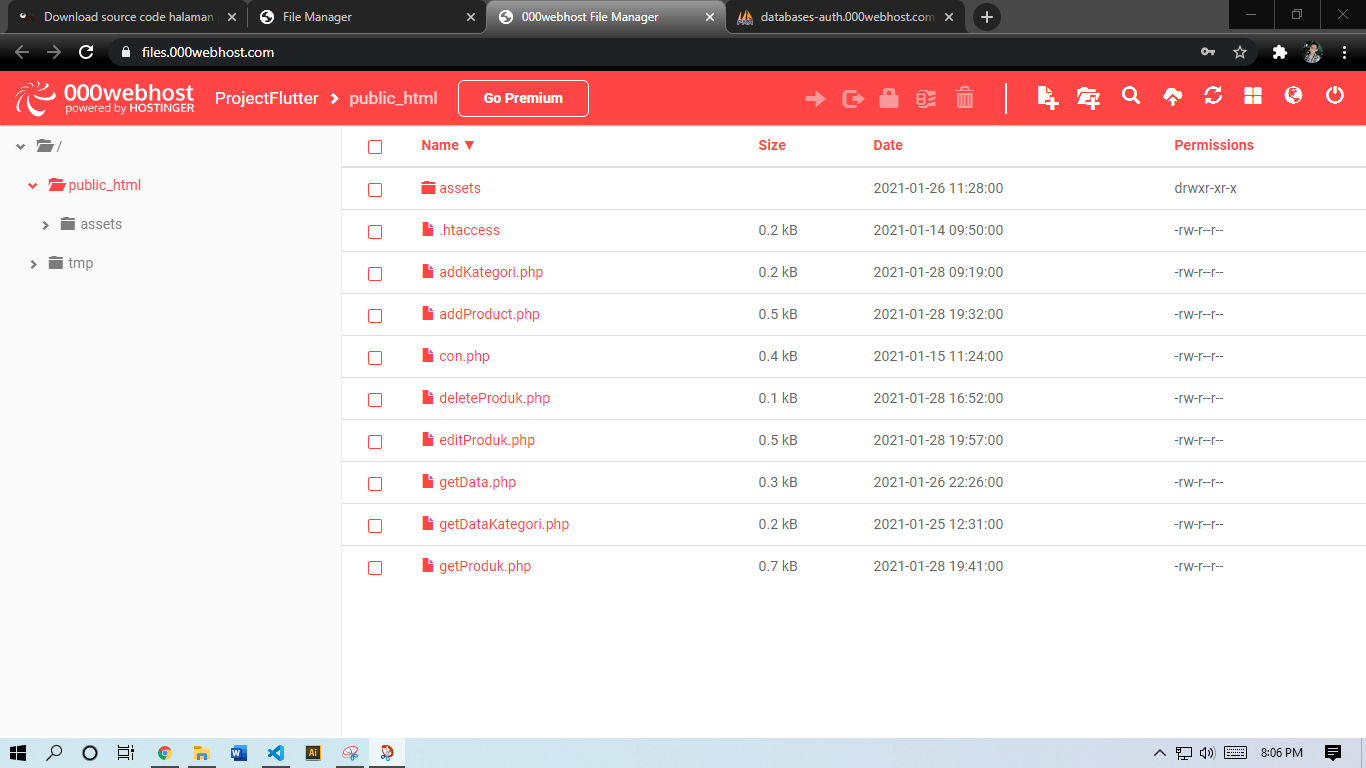 Download source code halaman
File Manager
000webhost File Manager
databases-auth.000webhost.com
files.000webhost.com
000webhost
powered by HOSTINGER
ProjectFlutter
public_html
Go Premium
/
public_html
assets
tmp
Name ▼ Size Date Permissions
assets 2021-01-26 11:28:00 drwxr-xr-x
.htaccess 0.2 kB 2021-01-14 09:50:00 -rw-r--r--
addKategori.php 0.2 kB 2021-01-28 09:19:00 -rw-r--r--
addProduct.php 0.5 kB 2021-01-28 19:32:00 -rw-r--r--
con.php 0.4 kB 2021-01-15 11:24:00 -rw-r--r--
deleteProduk.php 0.1 kB 2021-01-28 16:52:00 -rw-r--r--
editProduk.php 0.5 kB 2021-01-28 19:57:00 -rw-r--r--
getData.php 0.3 kB 2021-01-26 22:26:00 -rw-r--r--
getDataKategori.php 0.2 kB 2021-01-25 12:31:00 -rw-r--r--
getProduk.php 0.7 kB 2021-01-28 19:41:00 -rw-r--r--
W
Ai
8:06 PM